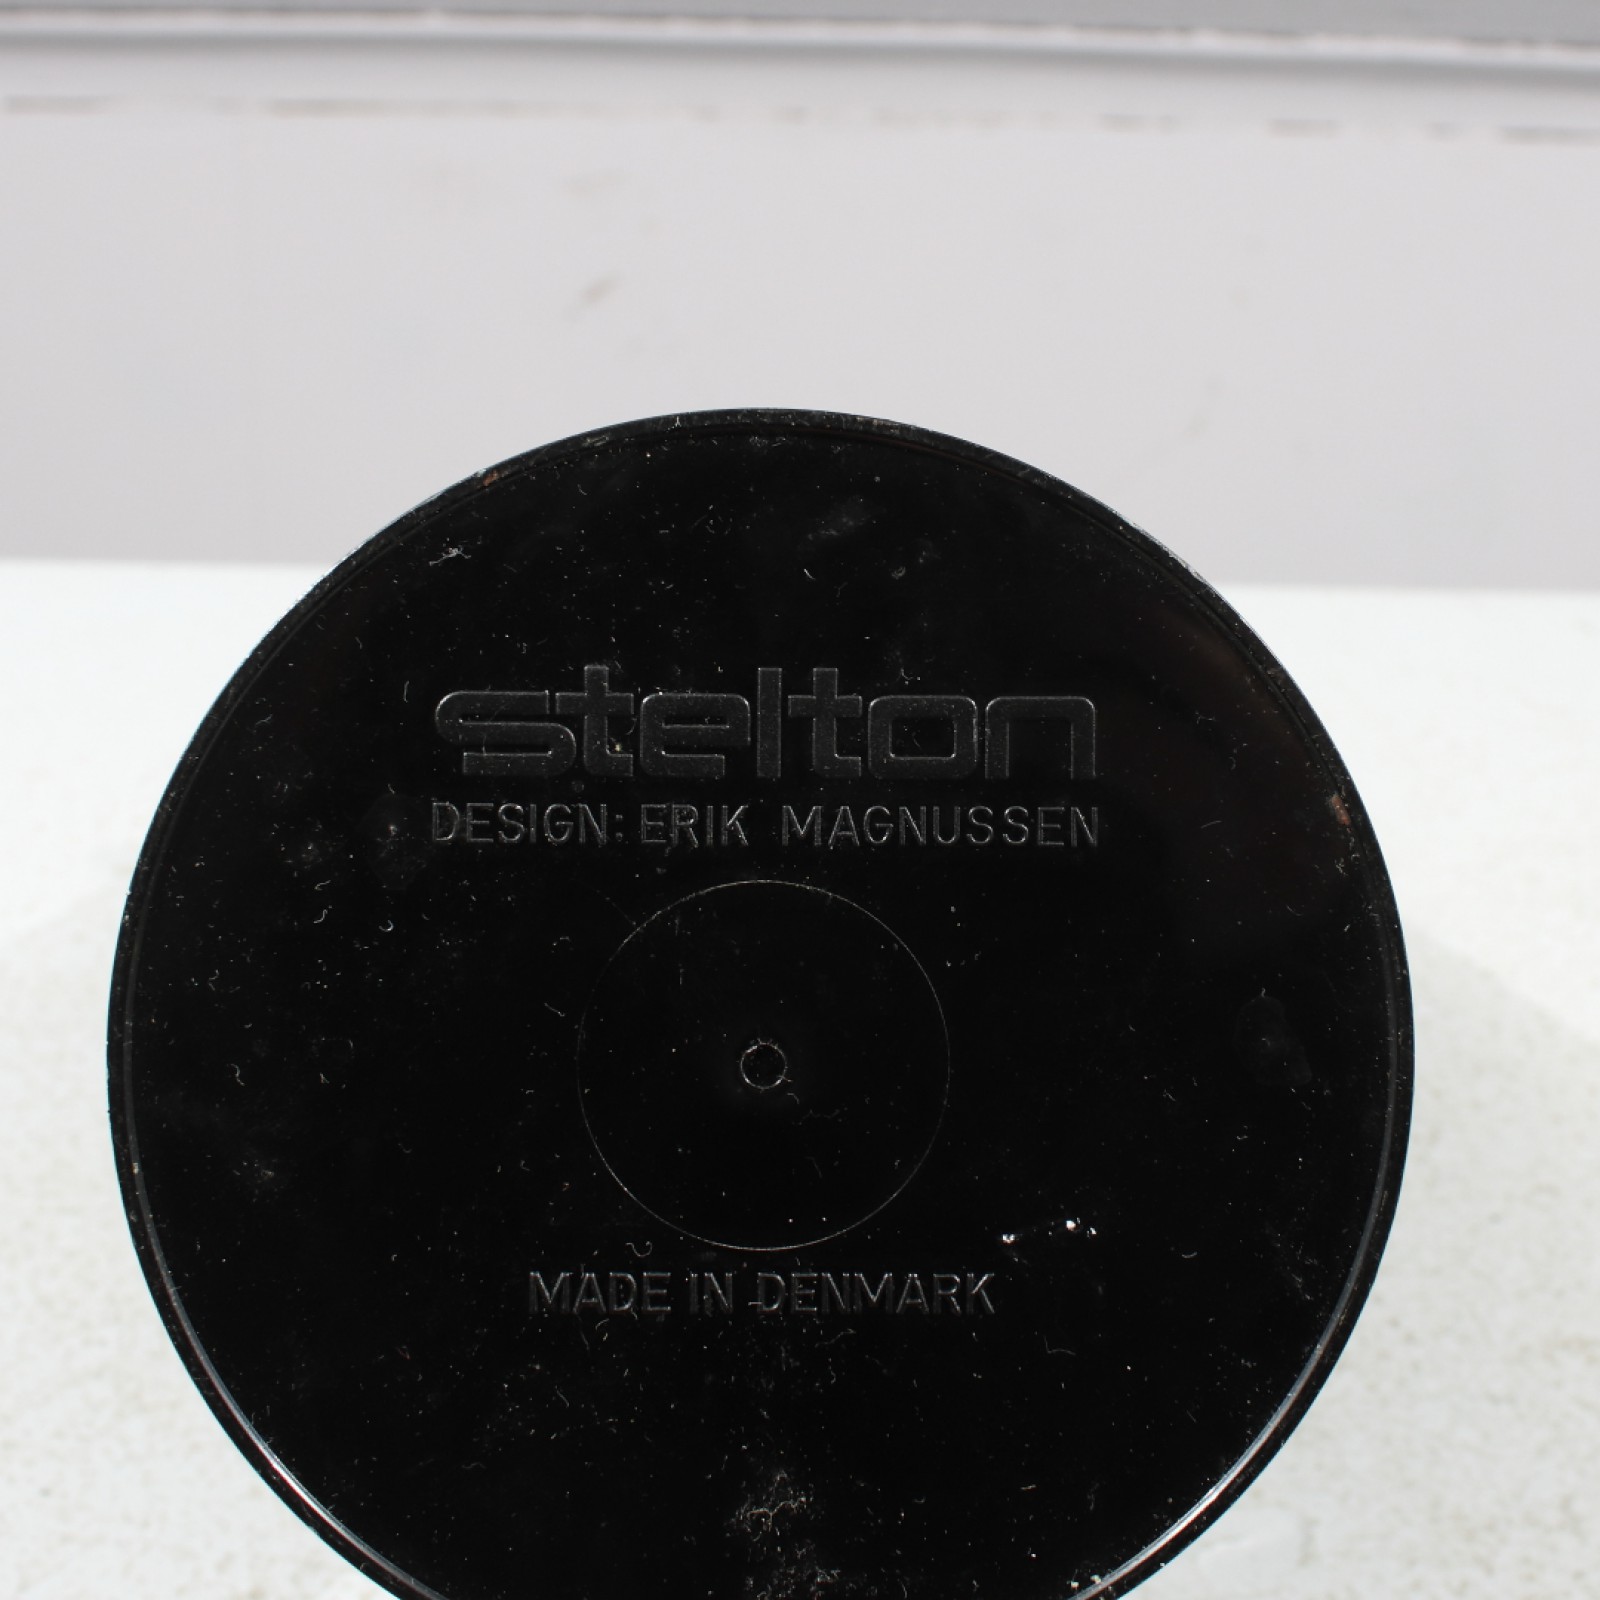 stelton
DESIGN: ERIK MAGNUSSEN
MADE IN DENMARK